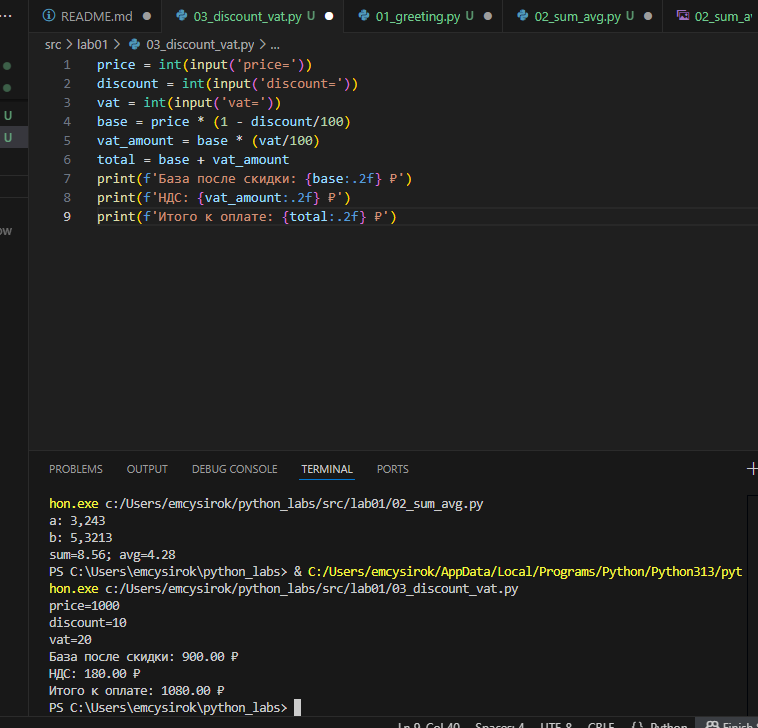 ··· README.md ● 03_discount_vat.py U ● 01_greeting.py U ● 02_sum_avg.py U ● 02_sum_av
src > lab01 > 03_discount_vat.py > ...
U
U
ow
1 price = int(input('price='))
2 discount = int(input('discount='))
3 vat = int(input('vat='))
4 base = price * (1 - discount/100)
5 vat_amount = base * (vat/100)
6 total = base + vat_amount
7 print(f'База после скидки: {base:.2f} ₽')
8 print(f'НДС: {vat_amount:.2f} ₽')
9 print(f'Итого к оплате: {total:.2f} ₽')
PROBLEMS OUTPUT DEBUG CONSOLE TERMINAL PORTS +
hon.exe c:/Users/emcysirok/python_labs/src/lab01/02_sum_avg.py
a: 3,243
b: 5,3213
sum=8.56; avg=4.28
PS C:\Users\emcysirok\python_labs> & C:/Users/emcysirok/AppData/Local/Programs/Python/Python313/pyt
hon.exe c:/Users/emcysirok/python_labs/src/lab01/03_discount_vat.py
price=1000
discount=10
vat=20
База после скидки: 900.00 ₽
НДС: 180.00 ₽
Итого к оплате: 1080.00 ₽
PS C:\Users\emcysirok\python_labs>
Ln 9, Col 40 Spaces: 4 UTF-8 CRLF {} Python Finish S